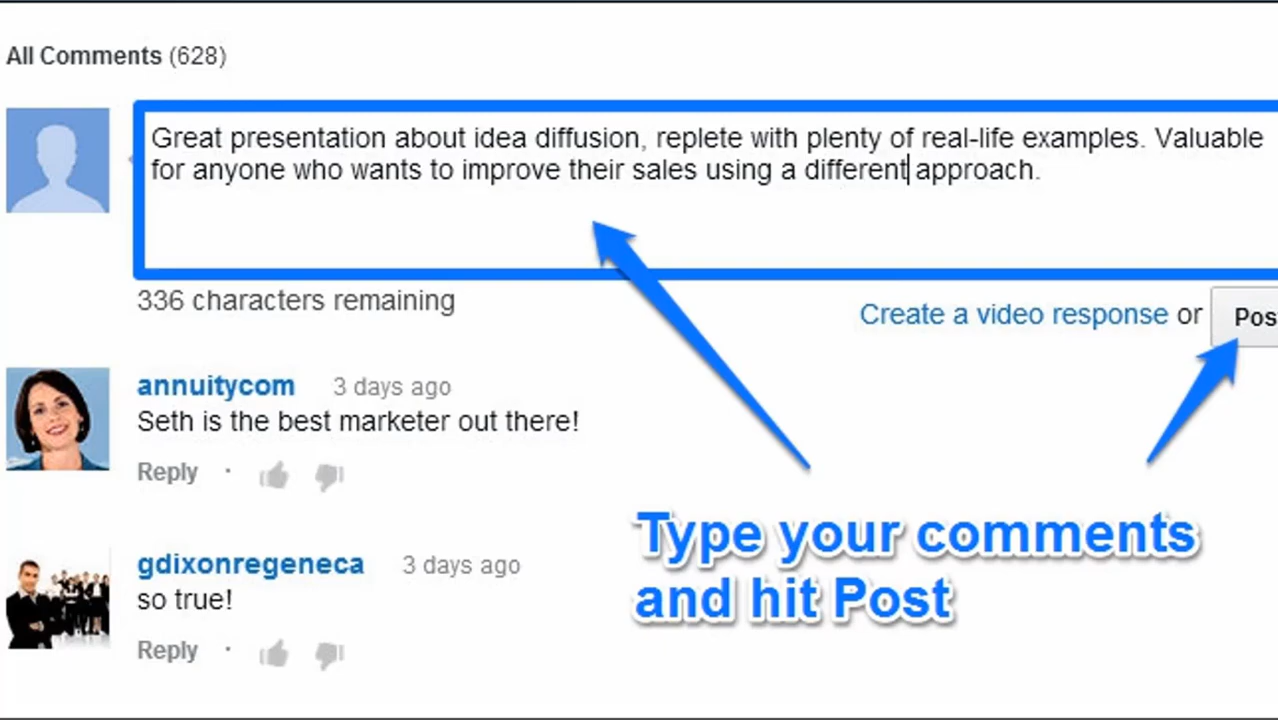 All Comments (628)
Great presentation about idea diffusion, replete with plenty of real-life examples. Valuable
for anyone who wants to improve their sales using a different approach.
336 characters remaining
Create a video response or Pos
annuitycom 3 days ago
Seth is the best marketer out there!
Reply ·
Type your comments
and hit Post
gdixonregeneca 3 days ago
so true!
Reply ·